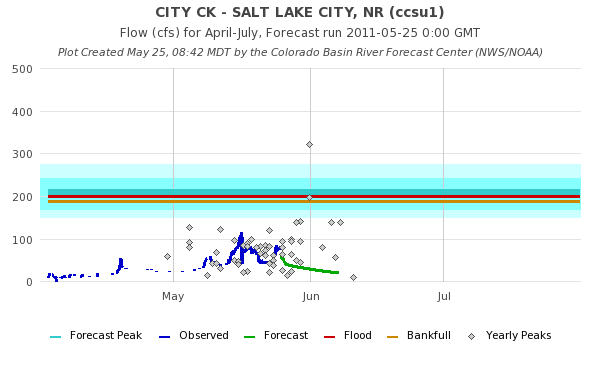 CITY CK - SALT LAKE CITY, NR (ccsu1)
Flow (cfs) for April-July, Forecast run 2011-05-25 0:00 GMT
Plot Created May 25, 08:42 MDT by the Colorado Basin River Forecast Center (NWS/NOAA)
500
400
300
200
100
0
May Jun Jul
Forecast Peak Observed Forecast Flood Bankfull Yearly Peaks